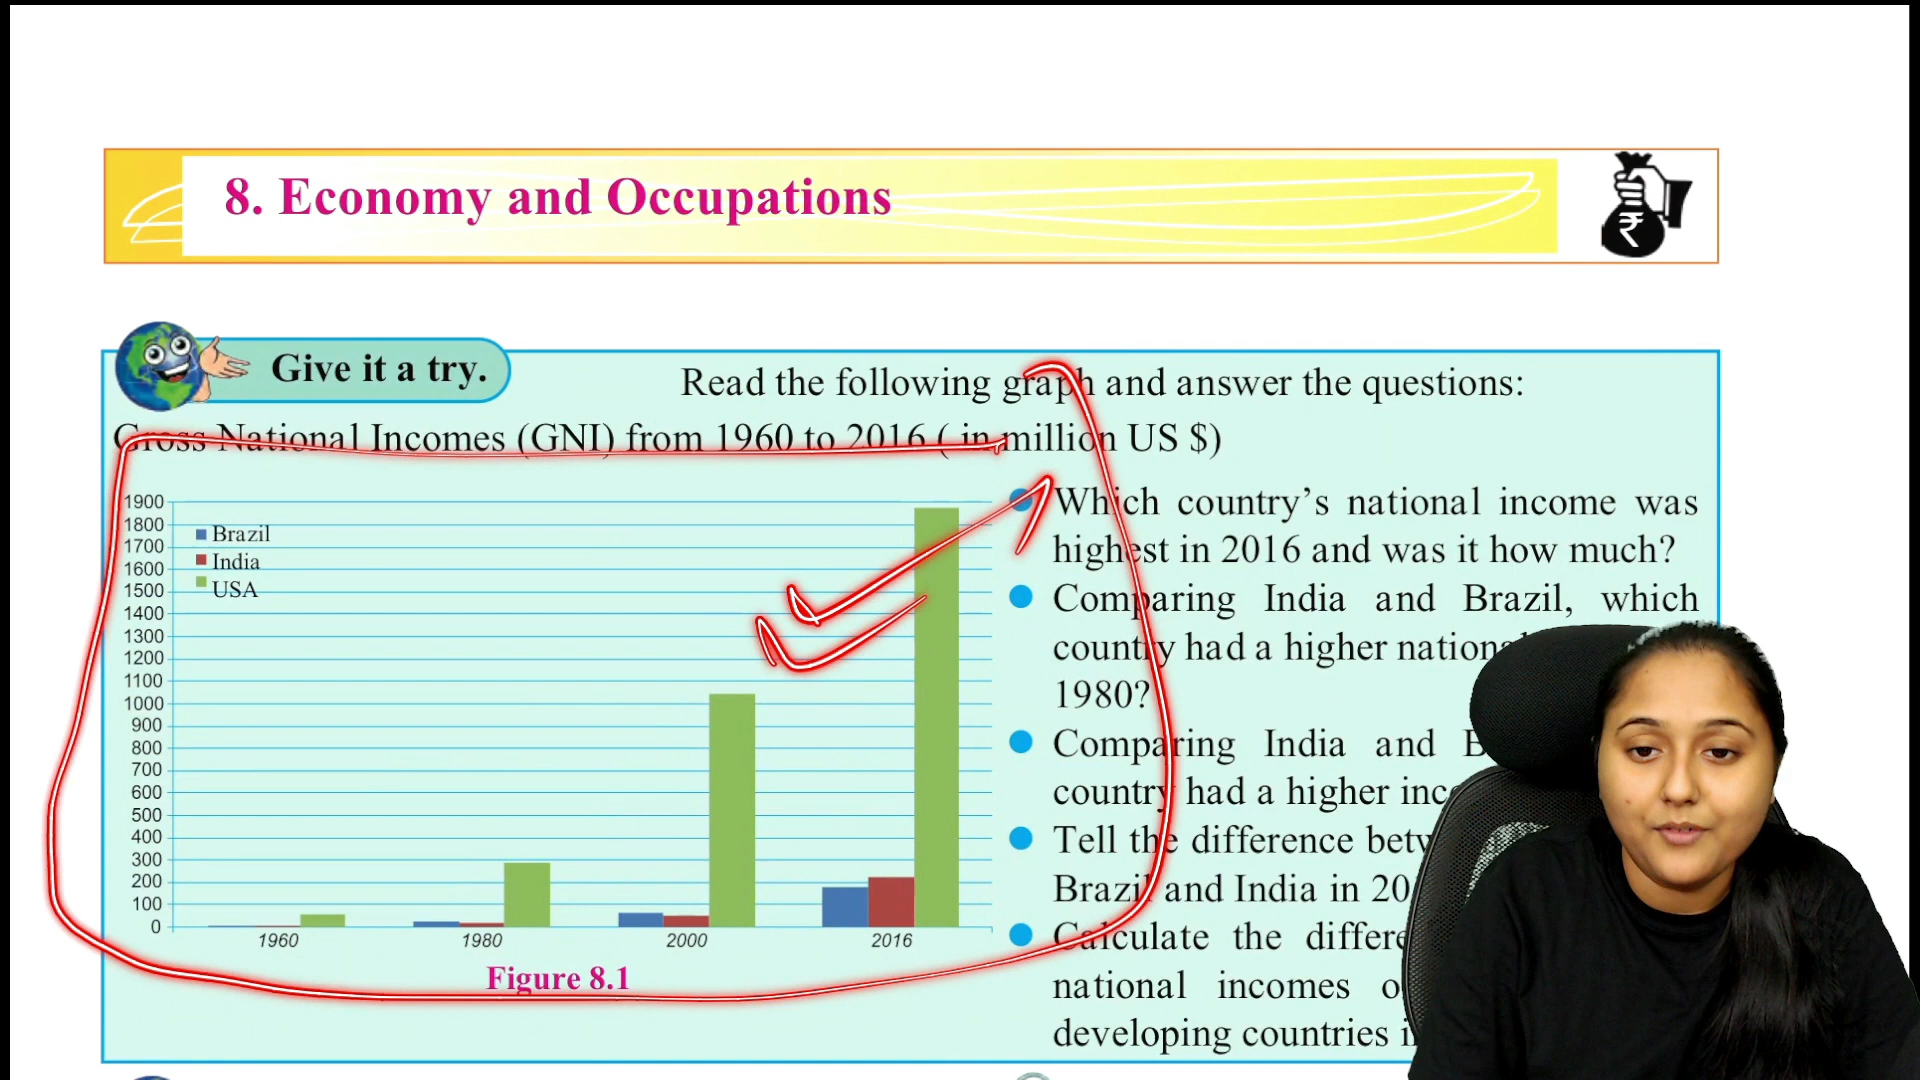 8. Economy and Occupations
₹
Give it a try.
Read the following graph and answer the questions:
Gross National Incomes (GNI) from 1960 to 2016 ( in million US $)
1900
1800
1700
1600
1500
1400
1300
1200
1100
1000
900
800
700
600
500
400
300
200
100
0
Brazil
India
USA
1960 1980 2000 2016
Figure 8.1
Which country’s national income was
highest in 2016 and was it how much?
Comparing India and Brazil, which
country had a higher
1980?
Comparing India and
country had a higher
Tell the difference
Brazil and India in
Calculate the
national incomes
developing countries